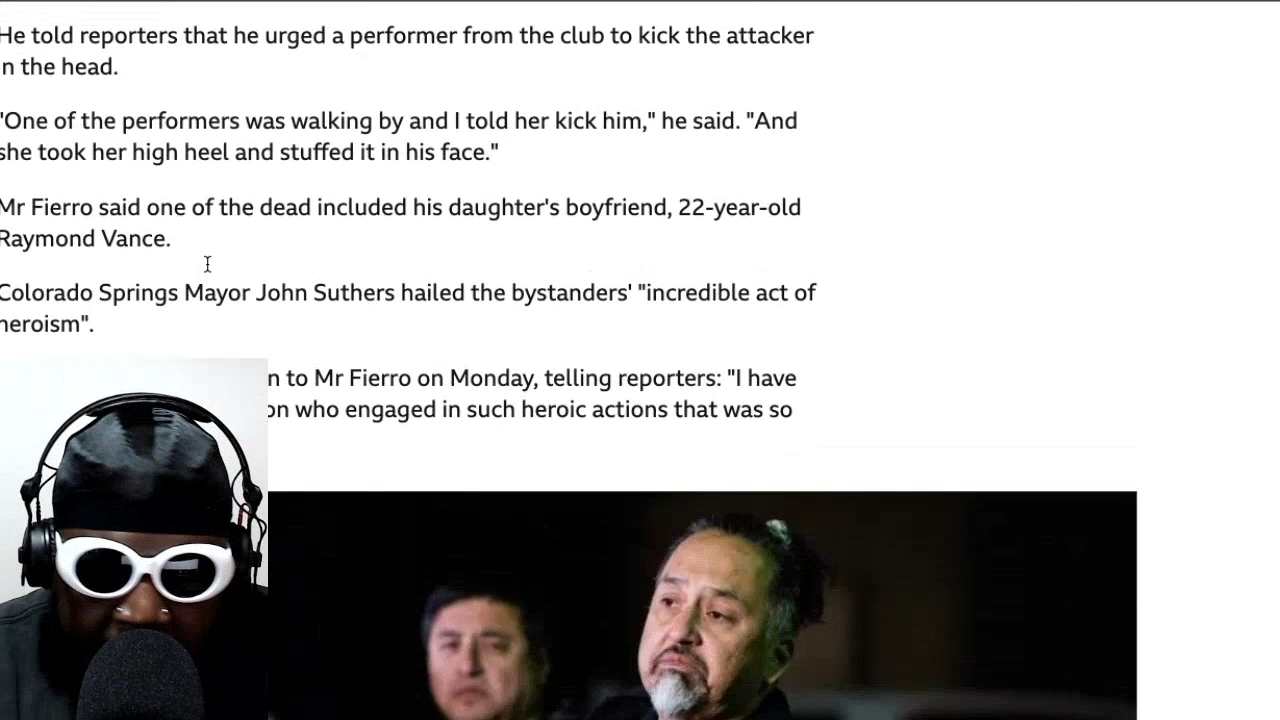 He told reporters that he urged a performer from the club to kick the attacker
in the head.
"One of the performers was walking by and I told her kick him," he said. "And
she took her high heel and stuffed it in his face."
Mr Fierro said one of the dead included his daughter's boyfriend, 22-year-old
Raymond Vance.
Colorado Springs Mayor John Suthers hailed the bystanders' "incredible act of
heroism".
n to Mr Fierro on Monday, telling reporters: "I have
on who engaged in such heroic actions that was so